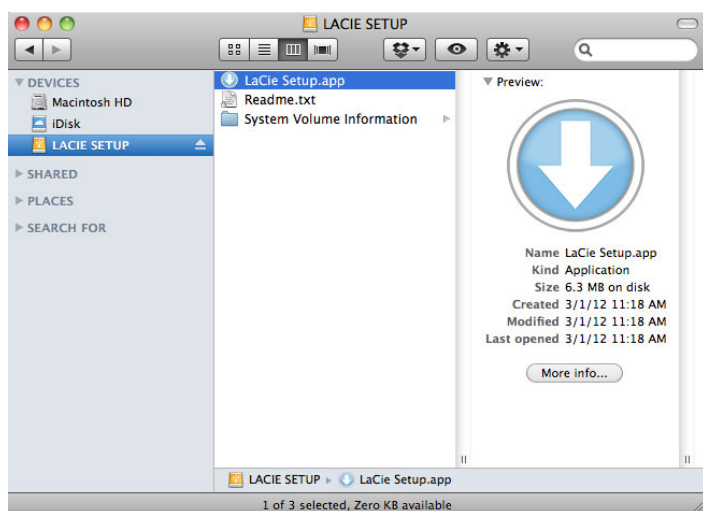 LACIE SETUP
DEVICES
Macintosh HD
iDisk
LACIE SETUP
SHARED
PLACES
SEARCH FOR
LaCie Setup.app
Readme.txt
System Volume Information
Preview:
Name LaCie Setup.app
Kind Application
Size 6.3 MB on disk
Created 3/1/12 11:18 AM
Modified 3/1/12 11:18 AM
Last opened 3/1/12 11:18 AM
More info...
LACIE SETUP ▸ LaCie Setup.app
1 of 3 selected, Zero KB available